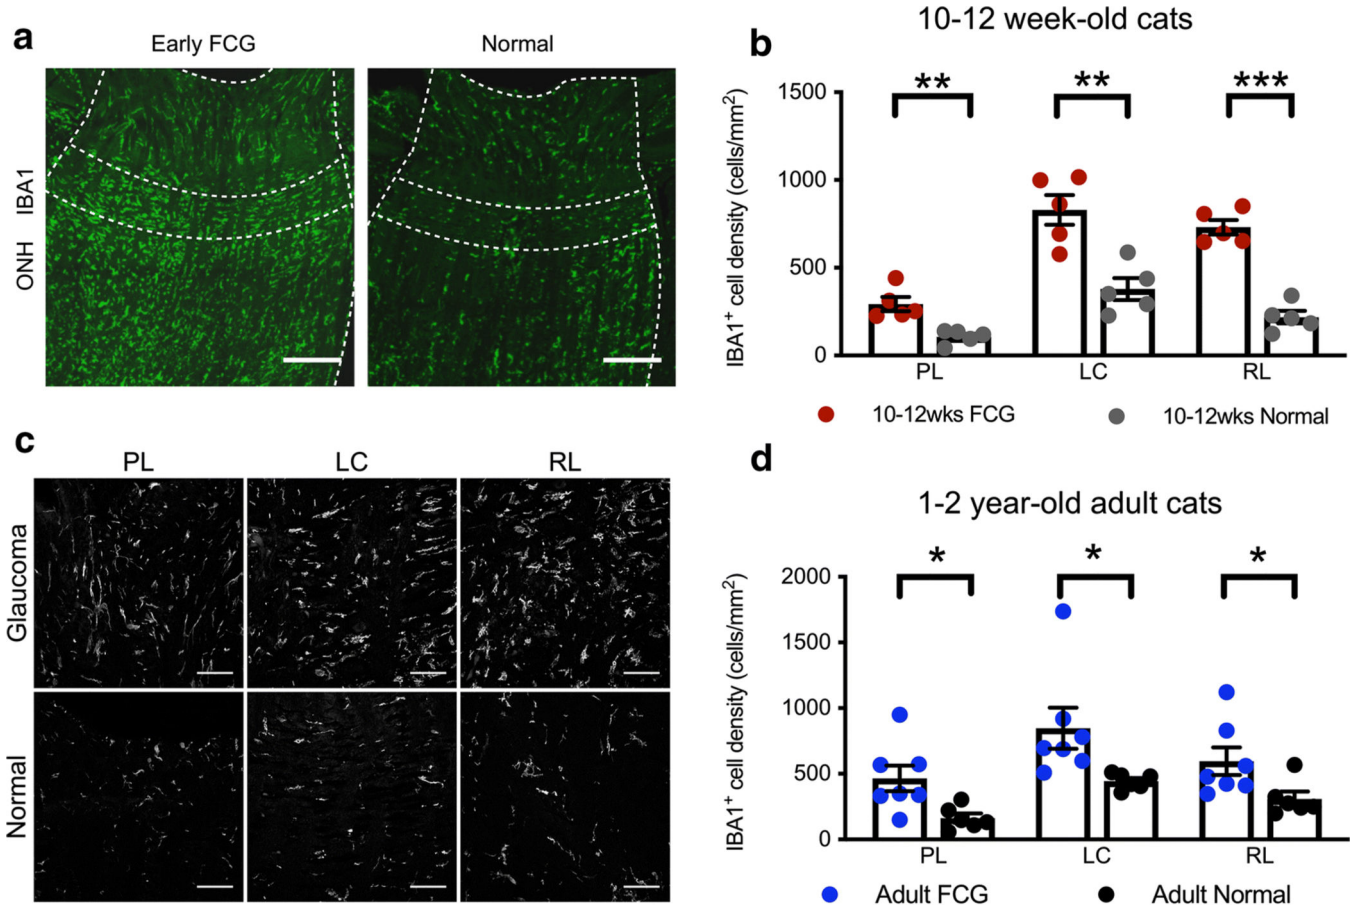 a
Early FCG
Normal
ONH IBA1
b
10-12 week-old cats
IBA1+ cell density (cells/mm2)
1500
1000
500
0
**
**
***
PL
LC
RL
10-12wks FCG
10-12wks Normal
c
PL
LC
RL
Glaucoma
Normal
d
1-2 year-old adult cats
IBA1+ cell density (cells/mm2)
2000
1500
1000
500
0
*
*
*
PL
LC
RL
Adult FCG
Adult Normal